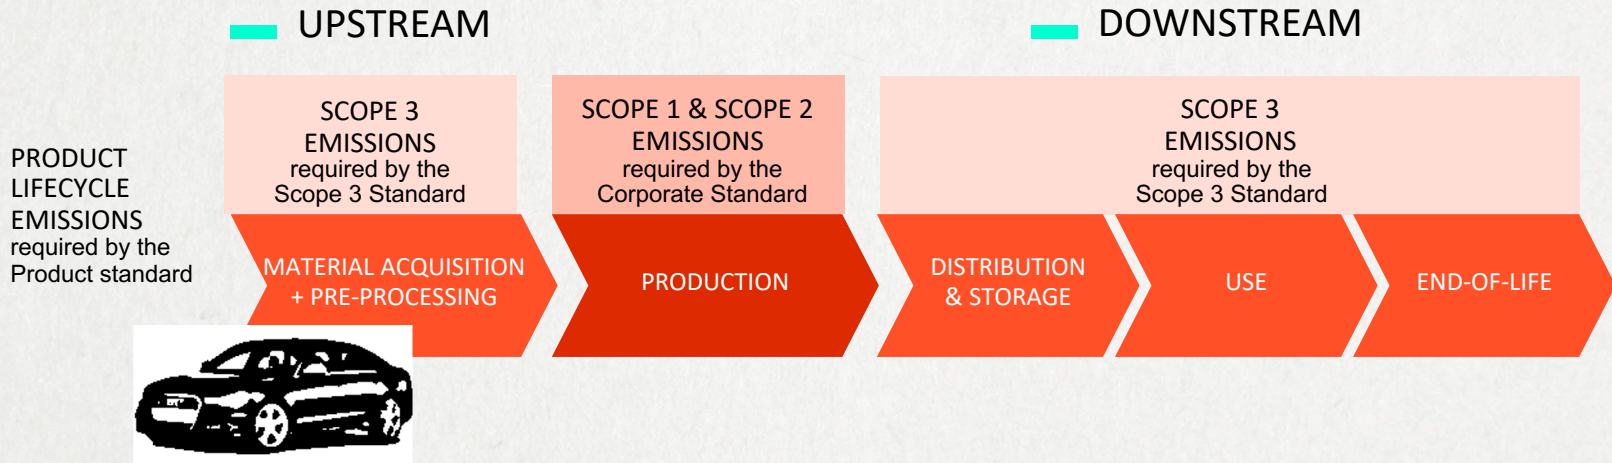 UPSTREAM
DOWNSTREAM
PRODUCT
LIFECYCLE
EMISSIONS
required by the
Product standard
SCOPE 3
EMISSIONS
required by the
Scope 3 Standard
SCOPE 1 & SCOPE 2
EMISSIONS
required by the
Corporate Standard
SCOPE 3
EMISSIONS
required by the
Scope 3 Standard
MATERIAL ACQUISITION
+ PRE-PROCESSING
PRODUCTION
DISTRIBUTION
& STORAGE
USE
END-OF-LIFE